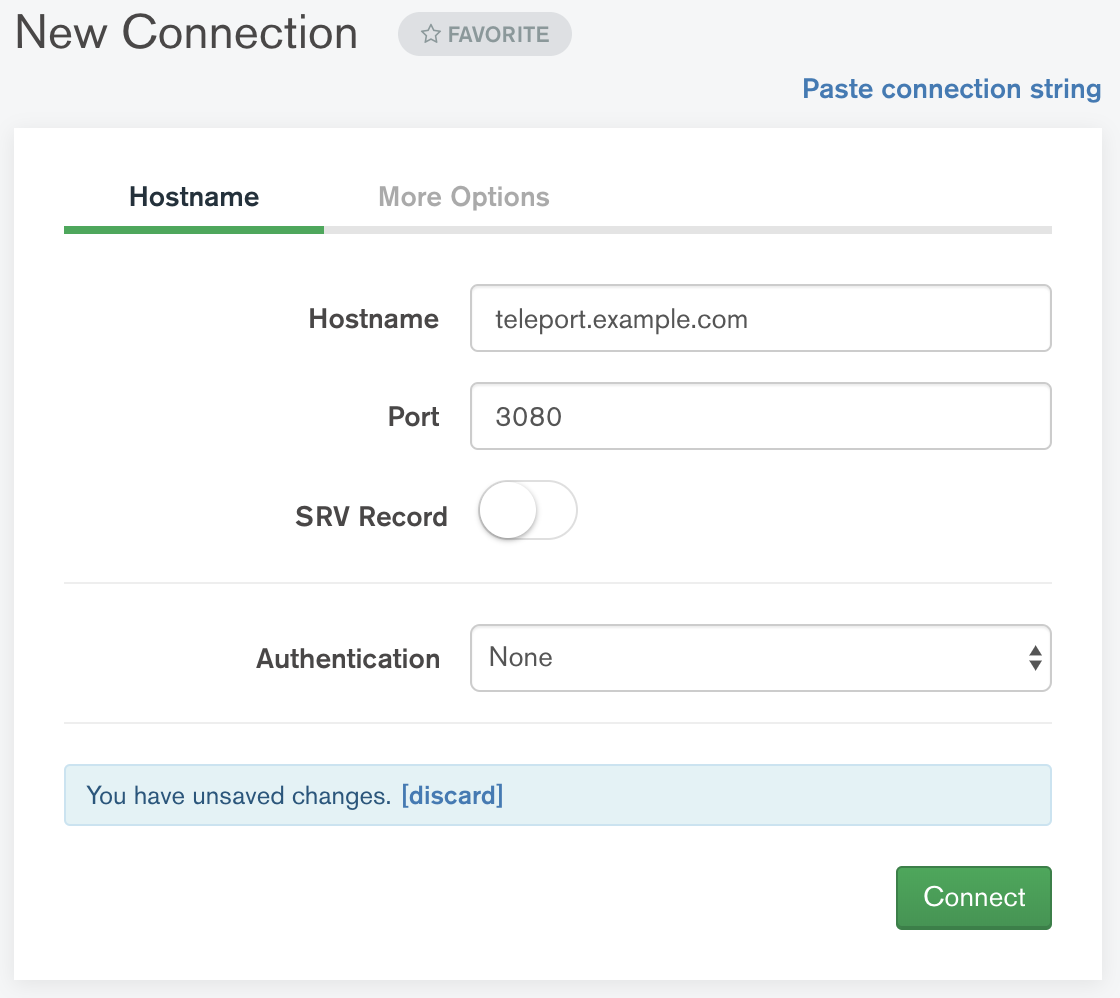 New Connection
FAVORITE
Paste connection string
Hostname
More Options
Hostname
teleport.example.com
Port
3080
SRV Record
Authentication
None
You have unsaved changes. [discard]
Connect